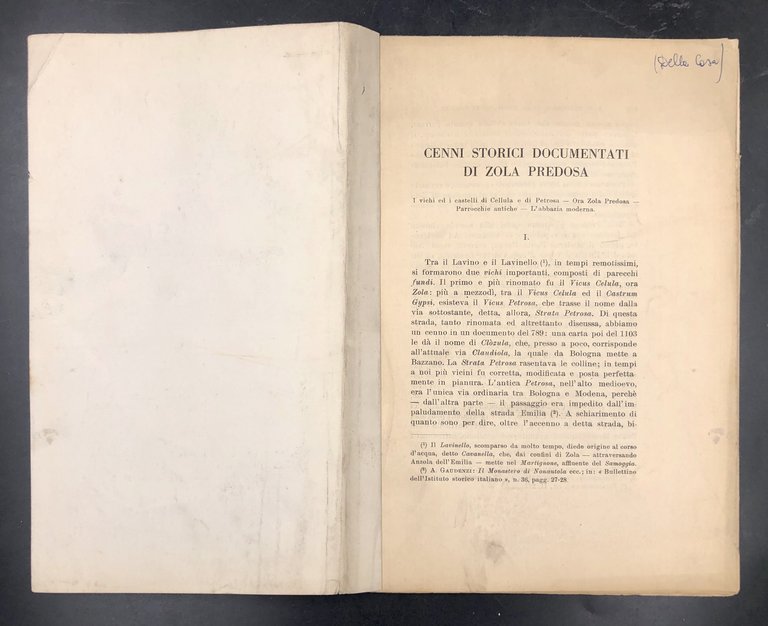 (Della Casa)
CENNI STORICI DOCUMENTATI
DI ZOLA PREDOSA
I vichi ed i castelli di Cellula e di Petrosa — Ora Zola Predosa —
Parrocchie antiche — L'abbazia moderna.
I.
Tra il Lavino e il Lavinello (¹), in tempi remotissimi,
si formarono due vichi importanti, composti di parecchi
fundi. Il primo e più rinomato fu il Vicus Celula, ora
Zola: più a mezzodì, tra il Vicus Celula ed il Castrum
Gypsi, esisteva il Vicus Petrosa, che trasse il nome dalla
via sottostante, detta, allora, Strata Petrosa. Di questa
strada, tanto rinomata ed altrettanto discussa, abbiamo
un cenno in un documento del 789: una carta poi del 1103
le dà il nome di Clòzula, che, presso a poco, corrisponde
all'attuale via Claudiola, la quale da Bologna mette a
Bazzano. La Strata Petrosa rasentava le colline; in tempi
a noi più vicini fu corretta, modificata e posta perfetta-
mente in pianura. L'antica Petrosa, nell'alto medioevo,
era l'unica via ordinaria tra Bologna e Modena, perchè
— dall'altra parte — il passaggio era impedito dall'im-
paludamento della strada Emilia (²). A schiarimento di
quanto sono per dire, oltre l'accenno a detta strada, bi-
(¹) Il Lavinello, scomparso da molto tempo, diede origine al corso
d'acqua, detto Cavanella, che, dai confini di Zola — attraversando
Anzola dell'Emilia — mette nel Martignone, affluente del Samoggia.
(²) A. GAUDENZI: Il Monastero di Nonantola ecc.; in: « Bullettino
dell'Istituto storico italiano », n. 36, pagg. 27-28.